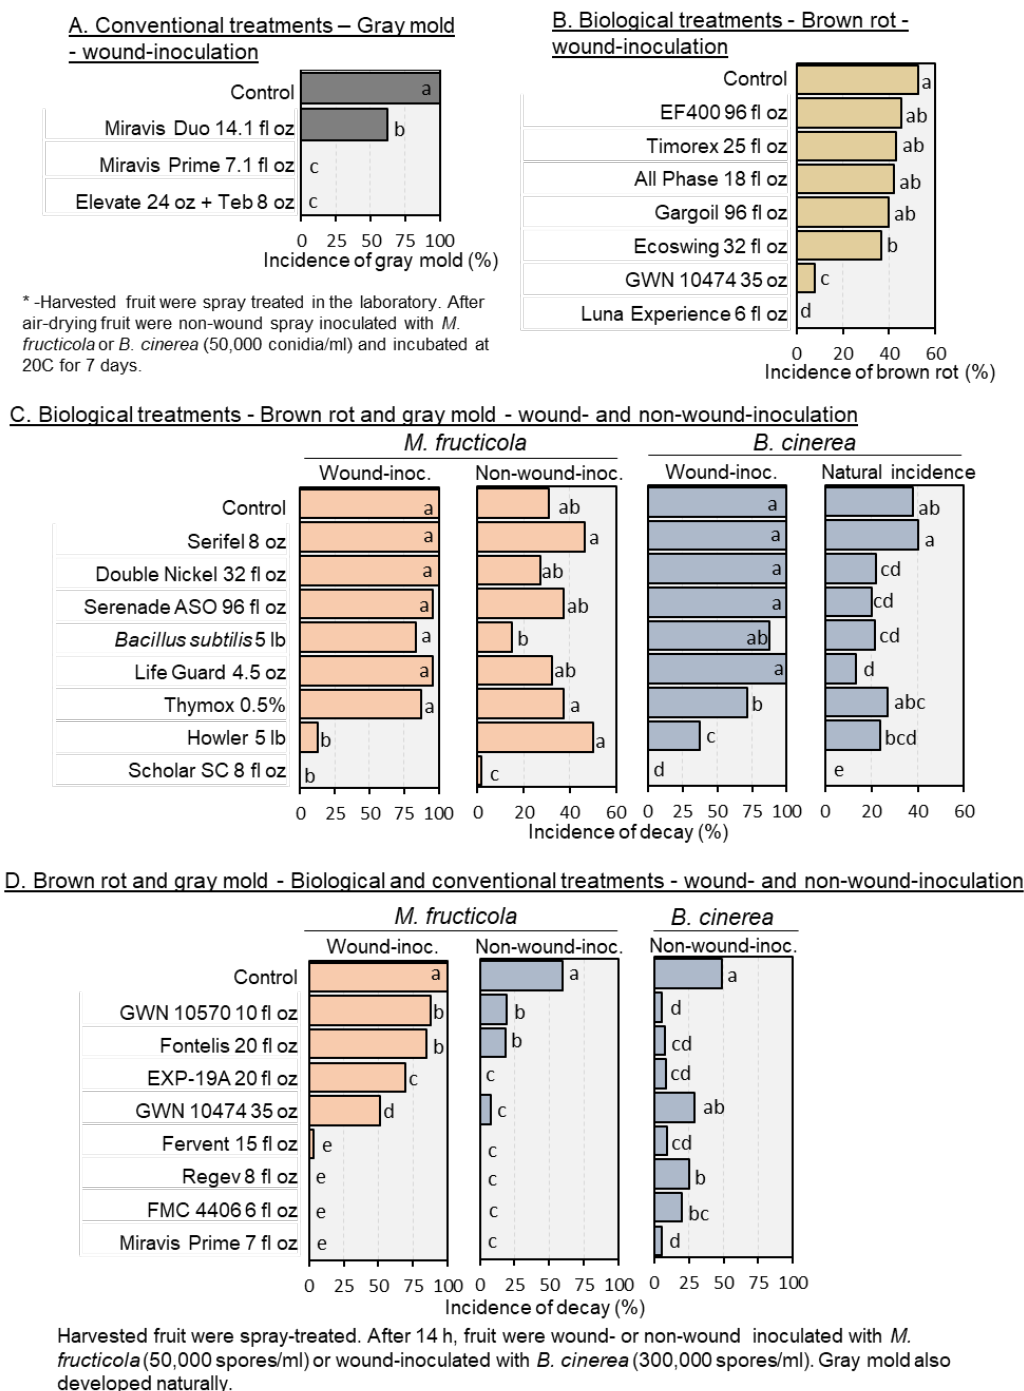 A. Conventional treatments – Gray mold
- wound-inoculation
Control
a
Miravis Duo 14.1 fl oz
b
Miravis Prime 7.1 fl oz
c
Elevate 24 oz + Teb 8 oz
c
0 25 50 75 100
Incidence of gray mold (%)
* -Harvested fruit were spray treated in the laboratory. After
air-drying fruit were non-wound spray inoculated with M.
fructicola or B. cinerea (50,000 conidia/ml) and incubated at
20C for 7 days.
B. Biological treatments - Brown rot -
wound-inoculation
Control
a
EF400 96 fl oz
ab
Timorex 25 fl oz
ab
All Phase 18 fl oz
ab
Gargoil 96 fl oz
ab
Ecoswing 32 fl oz
b
GWN 10474 35 oz
c
Luna Experience 6 fl oz
d
0 20 40 60
Incidence of brown rot (%)
C. Biological treatments - Brown rot and gray mold - wound- and non-wound-inoculation
M. fructicola B. cinerea
Wound-inoc. Non-wound-inoc. Wound-inoc. Natural incidence
Control a ab a ab
Serifel 8 oz a a a a
Double Nickel 32 fl oz a ab a cd
Serenade ASO 96 fl oz a ab a cd
Bacillus subtilis 5 lb a b ab cd
Life Guard 4.5 oz a ab a d
Thymox 0.5% a a b abc
Howler 5 lb b a c bcd
Scholar SC 8 fl oz b c d e
0 25 50 75 100 0 20 40 60 0 25 50 75 100 0 20 40 60
Incidence of decay (%)
D. Brown rot and gray mold - Biological and conventional treatments - wound- and non-wound-inoculation
M. fructicola B. cinerea
Wound-inoc. Non-wound-inoc. Non-wound-inoc.
Control a a a
GWN 10570 10 fl oz b b d
Fontelis 20 fl oz b b cd
EXP-19A 20 fl oz c c cd
GWN 10474 35 oz d c ab
Fervent 15 fl oz e c cd
Regev 8 fl oz e c b
FMC 4406 6 fl oz e c bc
Miravis Prime 7 fl oz e c d
0 25 50 75 100 0 25 50 75 100 0 25 50 75 100
Incidence of decay (%)
Harvested fruit were spray-treated. After 14 h, fruit were wound- or non-wound inoculated with M.
fructicola (50,000 spores/ml) or wound-inoculated with B. cinerea (300,000 spores/ml). Gray mold also
developed naturally.